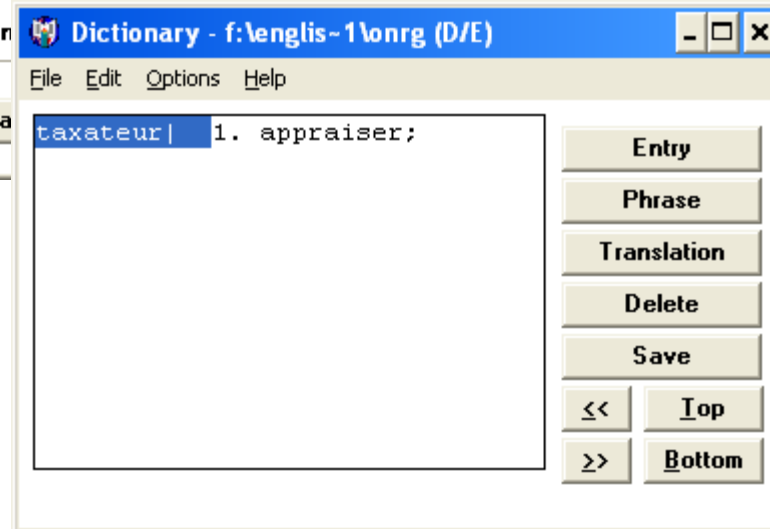 Dictionary - f:\englis~1\onrg (D/E)
File Edit Options Help
taxateur| 1. appraiser;
Entry
Phrase
Translation
Delete
Save
<< Top
>> Bottom